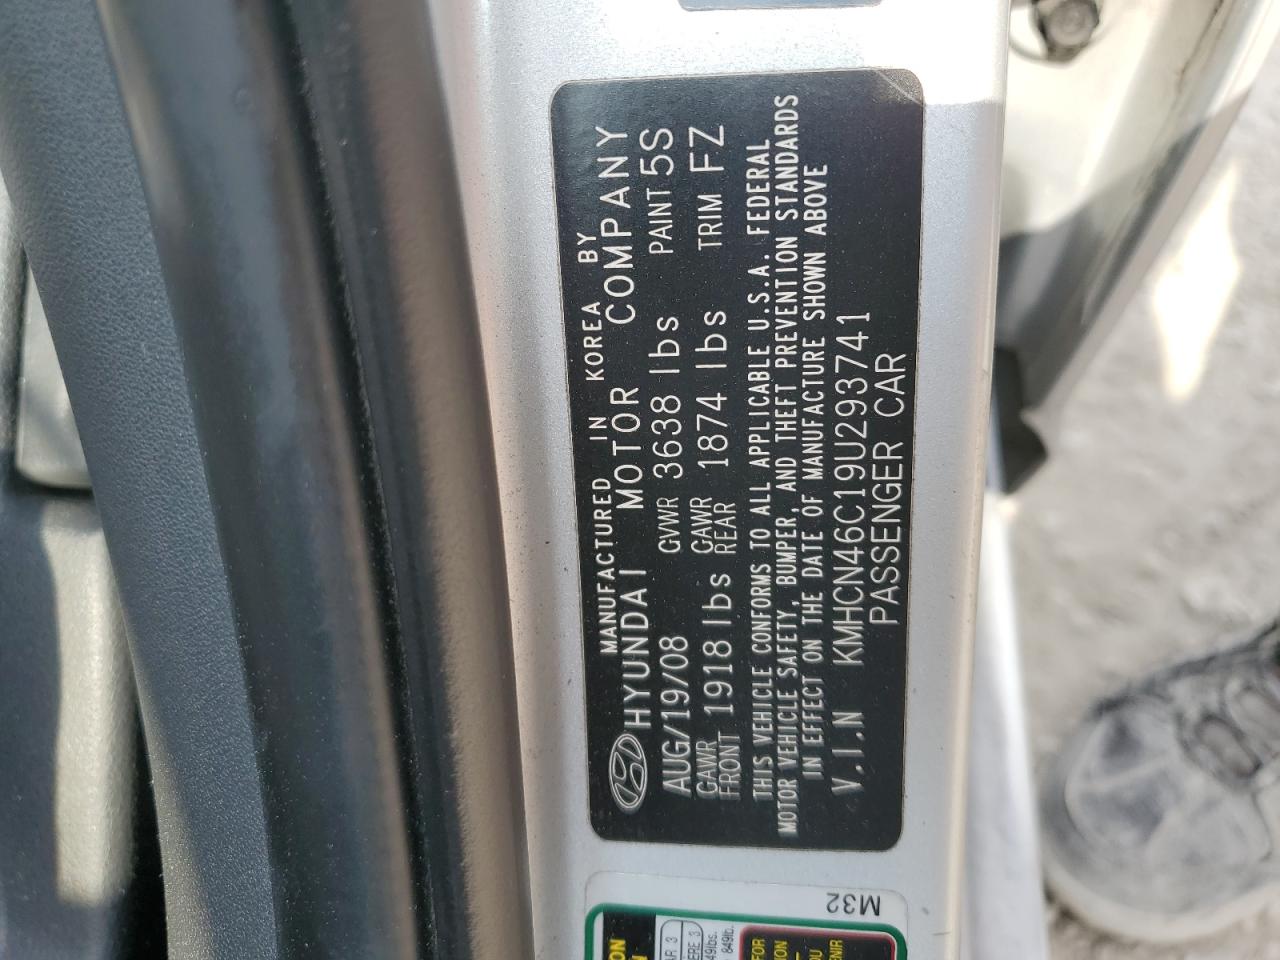 MANUFACTURED IN KOREA BY
HYUNDAI MOTOR COMPANY
AUG/19/08 GVWR 3638 lbs PAINT 5S
GAWR FRONT 1918 lbs GAWR REAR 1874 lbs TRIM FZ
THIS VEHICLE CONFORMS TO ALL APPLICABLE U.S.A. FEDERAL
MOTOR VEHICLE SAFETY, BUMPER, AND THEFT PREVENTION STANDARDS
IN EFFECT ON THE DATE OF MANUFACTURE SHOWN ABOVE
V.I.N KMHCN46C19U293741
PASSENGER CAR
M32